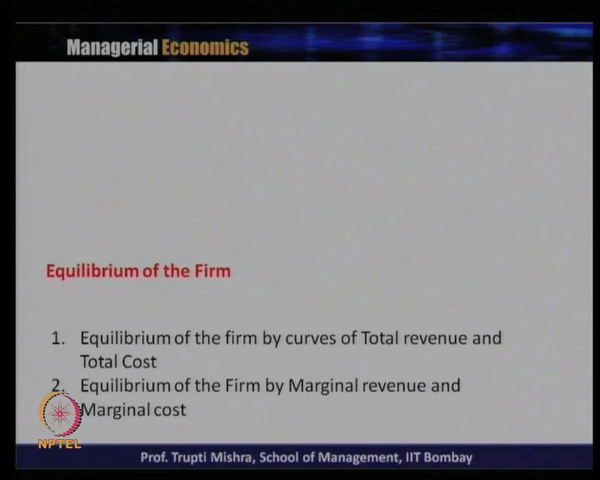 Managerial Economics
Equilibrium of the Firm
1. Equilibrium of the firm by curves of Total revenue and
Total Cost
2. Equilibrium of the Firm by Marginal revenue and
Marginal cost
NPTEL
Prof. Trupti Mishra, School of Management, IIT Bombay